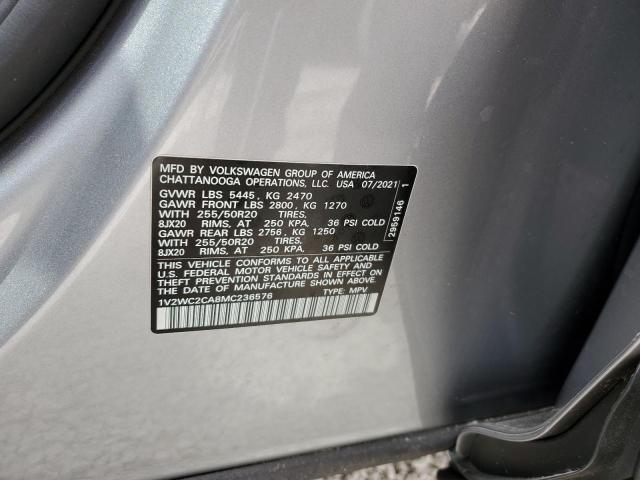 MFD BY VOLKSWAGEN GROUP OF AMERICA
CHATTANOOGA OPERATIONS, LLC. USA 07/2021
GVWR LBS 5445, KG 2470
GAWR FRONT LBS 2800, KG 1270
WITH 255/50R20 TIRES.
8JX20 RIMS, AT 250 KPA. 36 PSI COLD
GAWR REAR LBS 2756, KG 1250
WITH 255/50R20 TIRES.
8JX20 RIMS, AT 250 KPA. 36 PSI COLD
THIS VEHICLE CONFORMS TO ALL APPLICABLE
U.S. FEDERAL MOTOR VEHICLE SAFETY AND
THEFT PREVENTION STANDARDS IN EFFECT ON
THE DATE OF MANUFACTURE SHOWN ABOVE.
1V2WC2CA8MC236576 TYPE: MPV
2959146 1